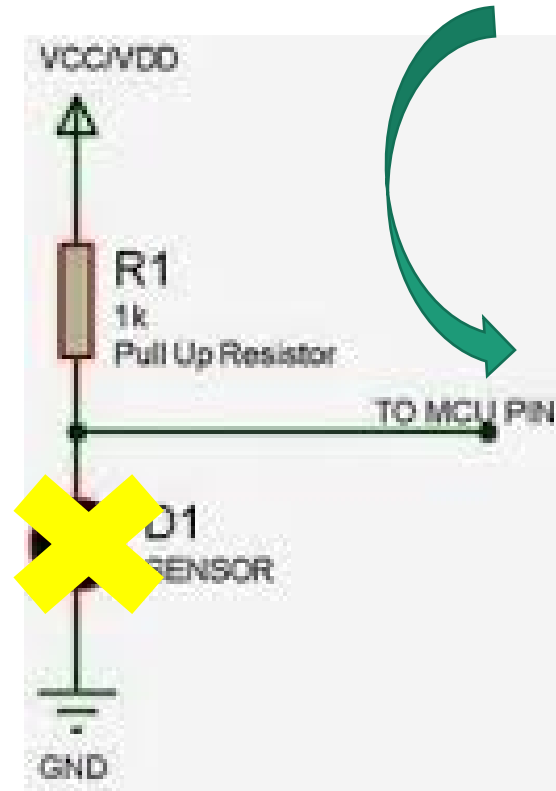 VCC/VDD
R1
1k
Pull Up Resistor
TO MCU PIN
D1
SENSOR
GND